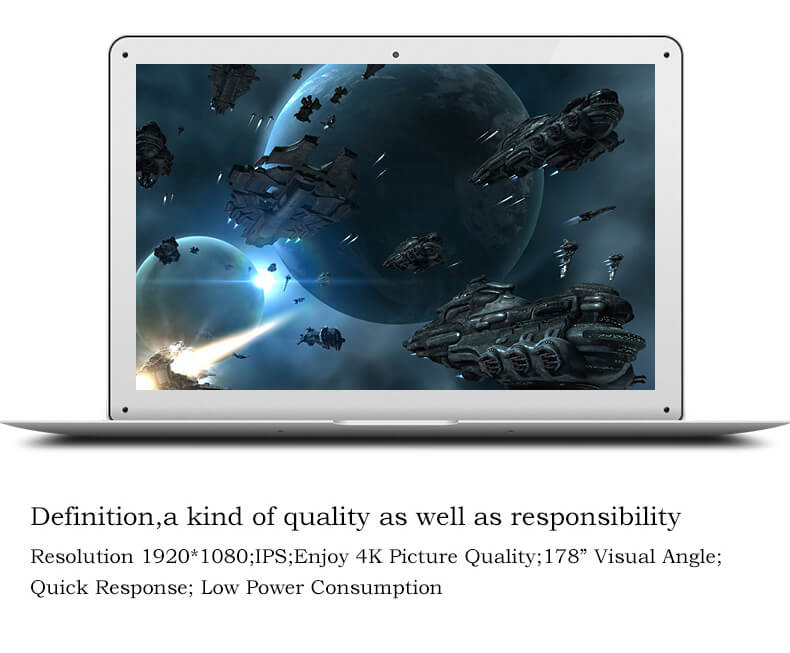 Definition,a kind of quality as well as responsibility
Resolution 1920*1080;IPS;Enjoy 4K Picture Quality;178” Visual Angle;
Quick Response; Low Power Consumption